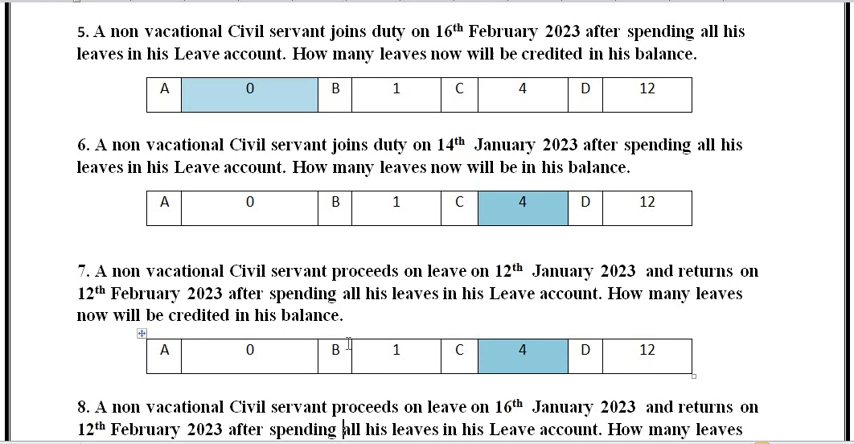 5. A non vacational Civil servant joins duty on 16th February 2023 after spending all his
leaves in his Leave account. How many leaves now will be credited in his balance.
A 0 B 1 C 4 D 12
6. A non vacational Civil servant joins duty on 14th January 2023 after spending all his
leaves in his Leave account. How many leaves now will be in his balance.
A 0 B 1 C 4 D 12
7. A non vacational Civil servant proceeds on leave on 12th January 2023 and returns on
12th February 2023 after spending all his leaves in his Leave account. How many leaves
now will be credited in his balance.
A 0 B 1 C 4 D 12
8. A non vacational Civil servant proceeds on leave on 16th January 2023 and returns on
12th February 2023 after spending all his leaves in his Leave account. How many leaves